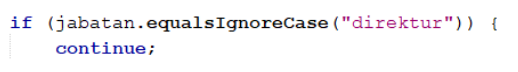 if (jabatan.equalsIgnoreCase("direktur")) {
continue;